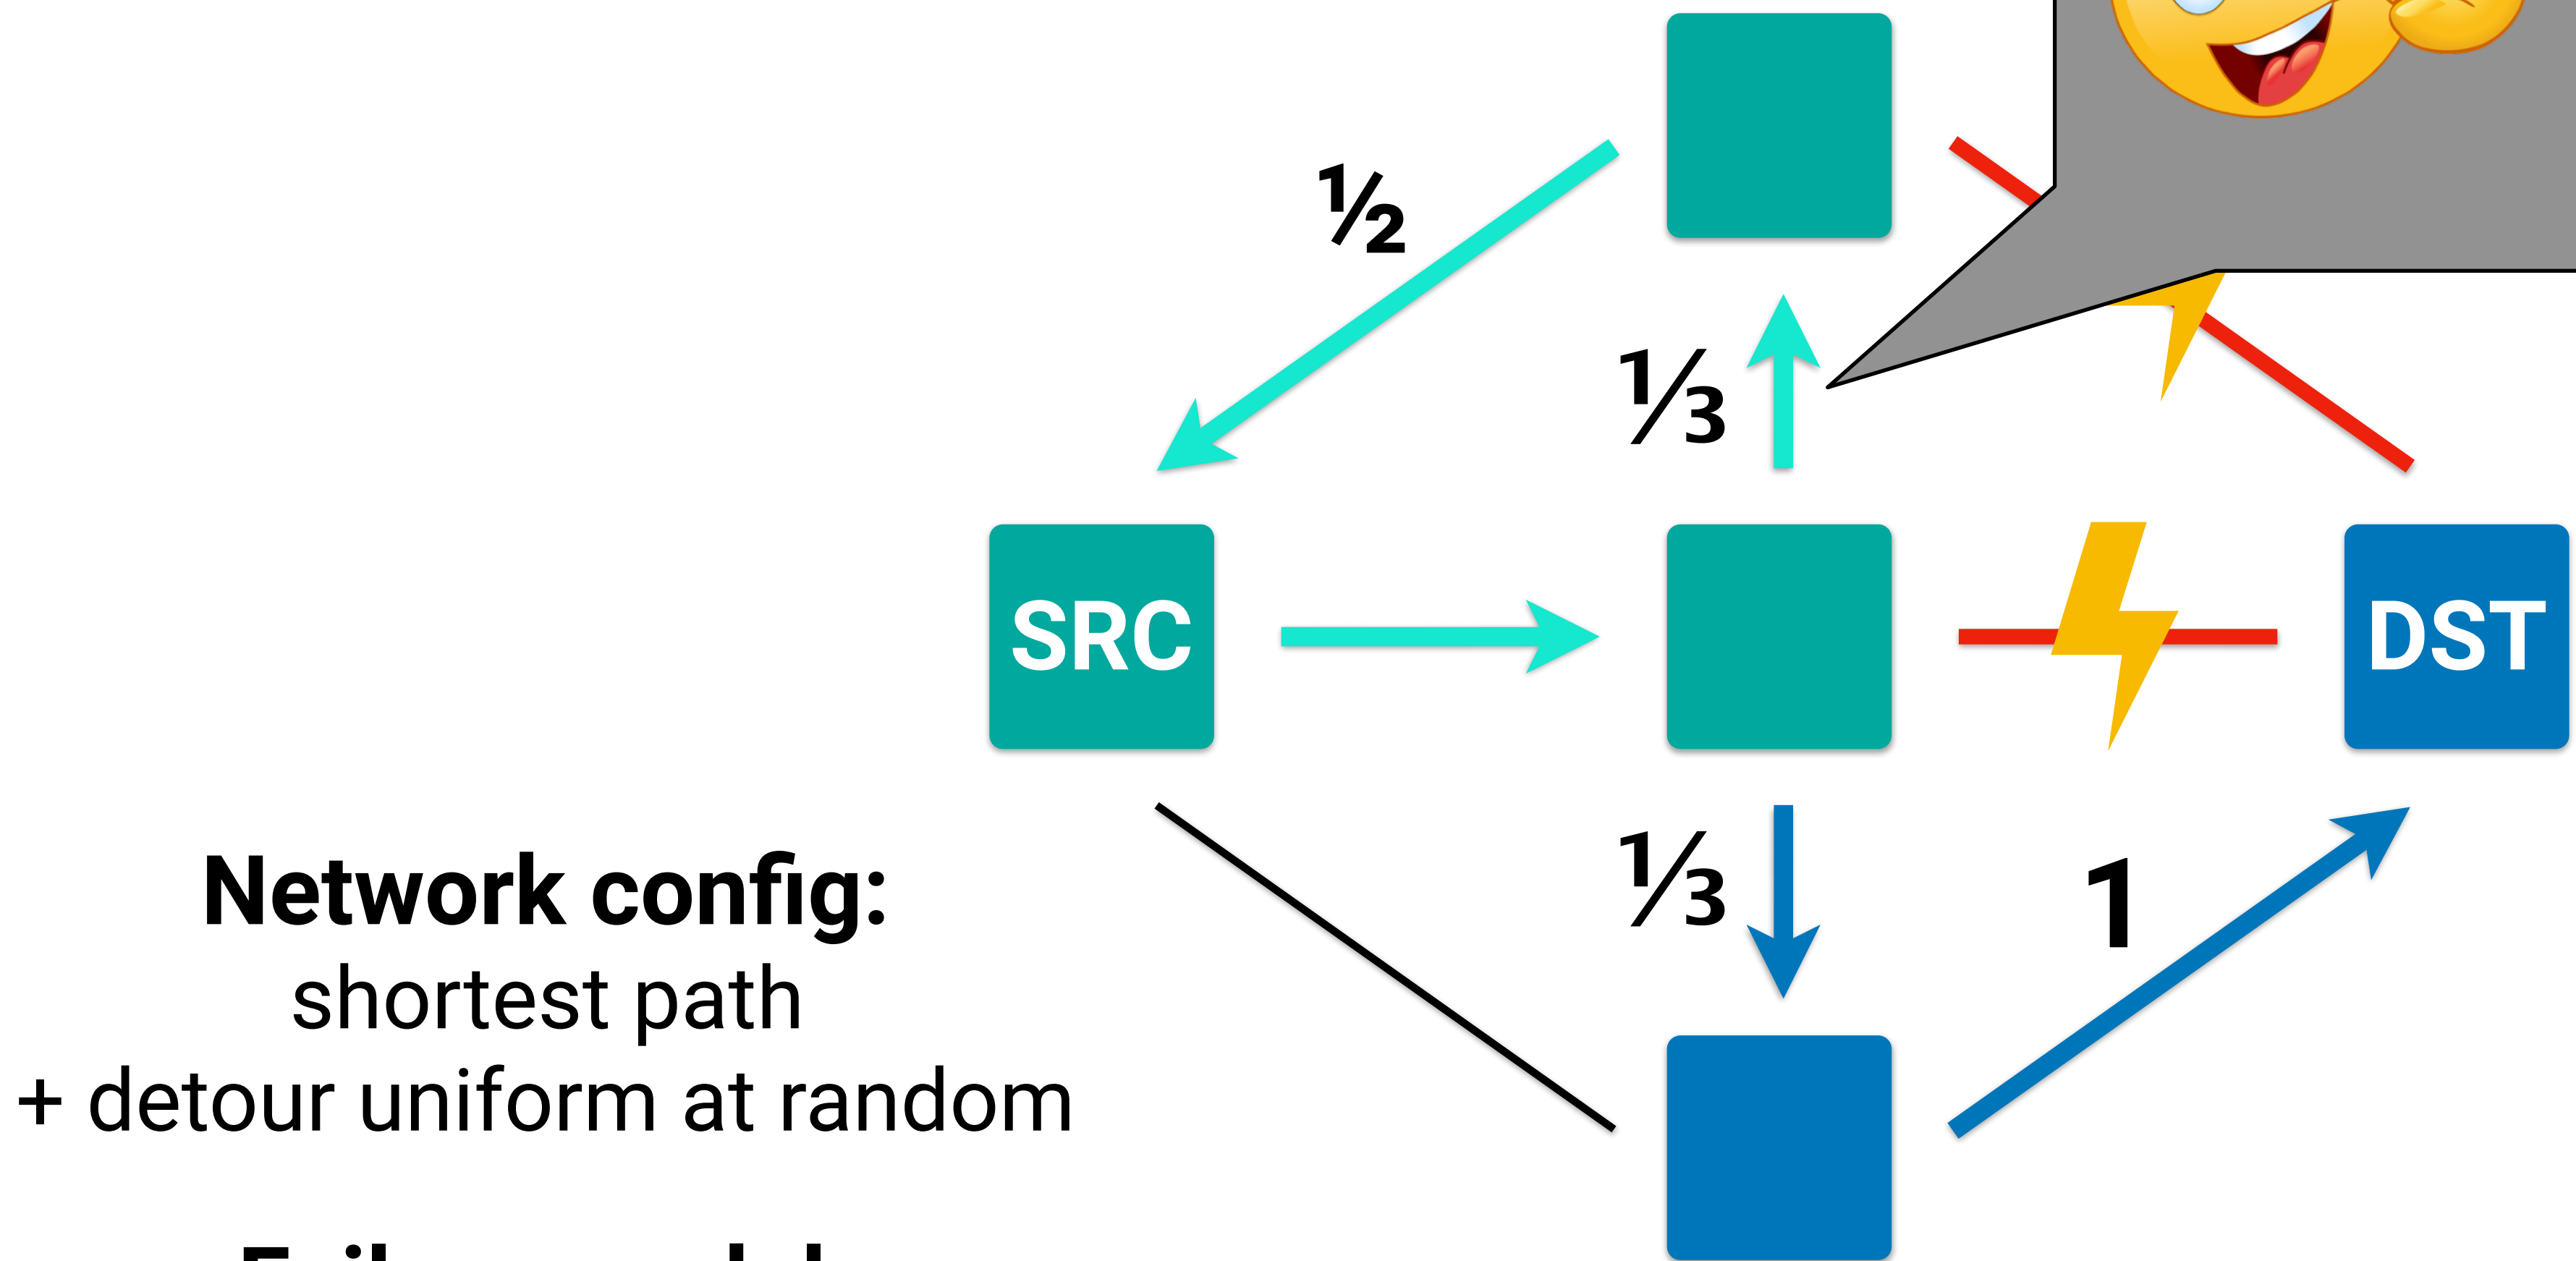 ½
⅓
SRC
DST
⅓
1
Network config:
shortest path
+ detour uniform at random